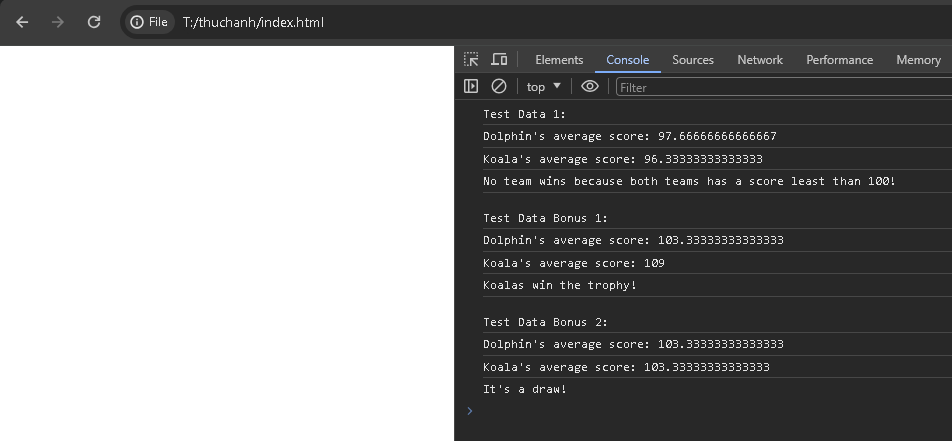 File T:/thuchanh/index.html
Elements Console Sources Network Performance Memory
top Filter
Test Data 1:
Dolphin's average score: 97.66666666666667
Koala's average score: 96.33333333333333
No team wins because both teams has a score least than 100!
Test Data Bonus 1:
Dolphin's average score: 103.33333333333333
Koala's average score: 109
Koalas win the trophy!
Test Data Bonus 2:
Dolphin's average score: 103.33333333333333
Koala's average score: 103.3333333333333
It's a draw!